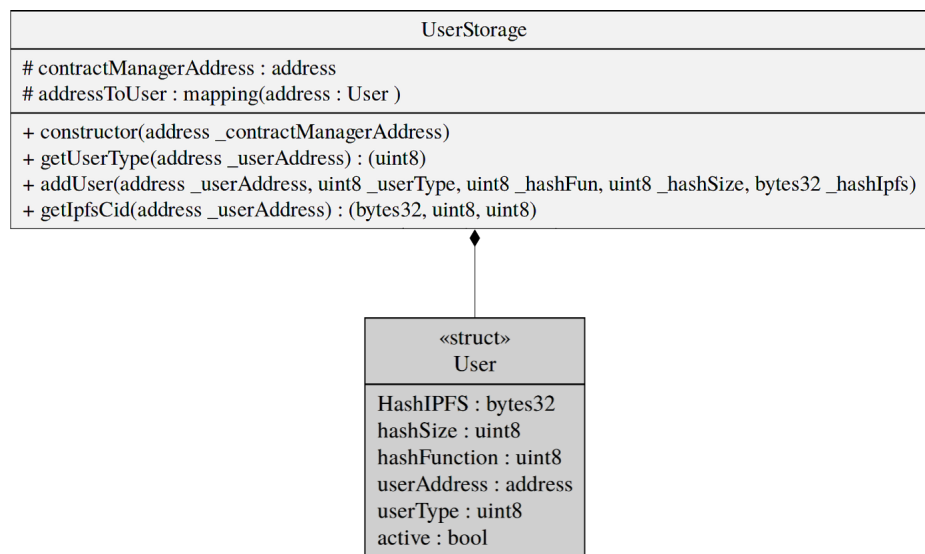 UserStorage
# contractManagerAddress : address
# addressToUser : mapping(address : User )
+ constructor(address _contractManagerAddress)
+ getUserType(address _userAddress) : (uint8)
+ addUser(address _userAddress, uint8 _userType, uint8 _hashFun, uint8 _hashSize, bytes32 _hashIpfs)
+ getIpfsCid(address _userAddress) : (bytes32, uint8, uint8)
«struct»
User
HashIPFS : bytes32
hashSize : uint8
hashFunction : uint8
userAddress : address
userType : uint8
active : bool